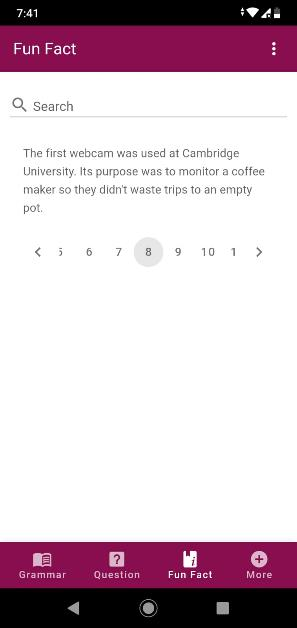 7:41
Fun Fact
Search
The first webcam was used at Cambridge
University. Its purpose was to monitor a coffee
maker so they didn't waste trips to an empty
pot.
6 7 8 9 10
Grammar Question Fun Fact More